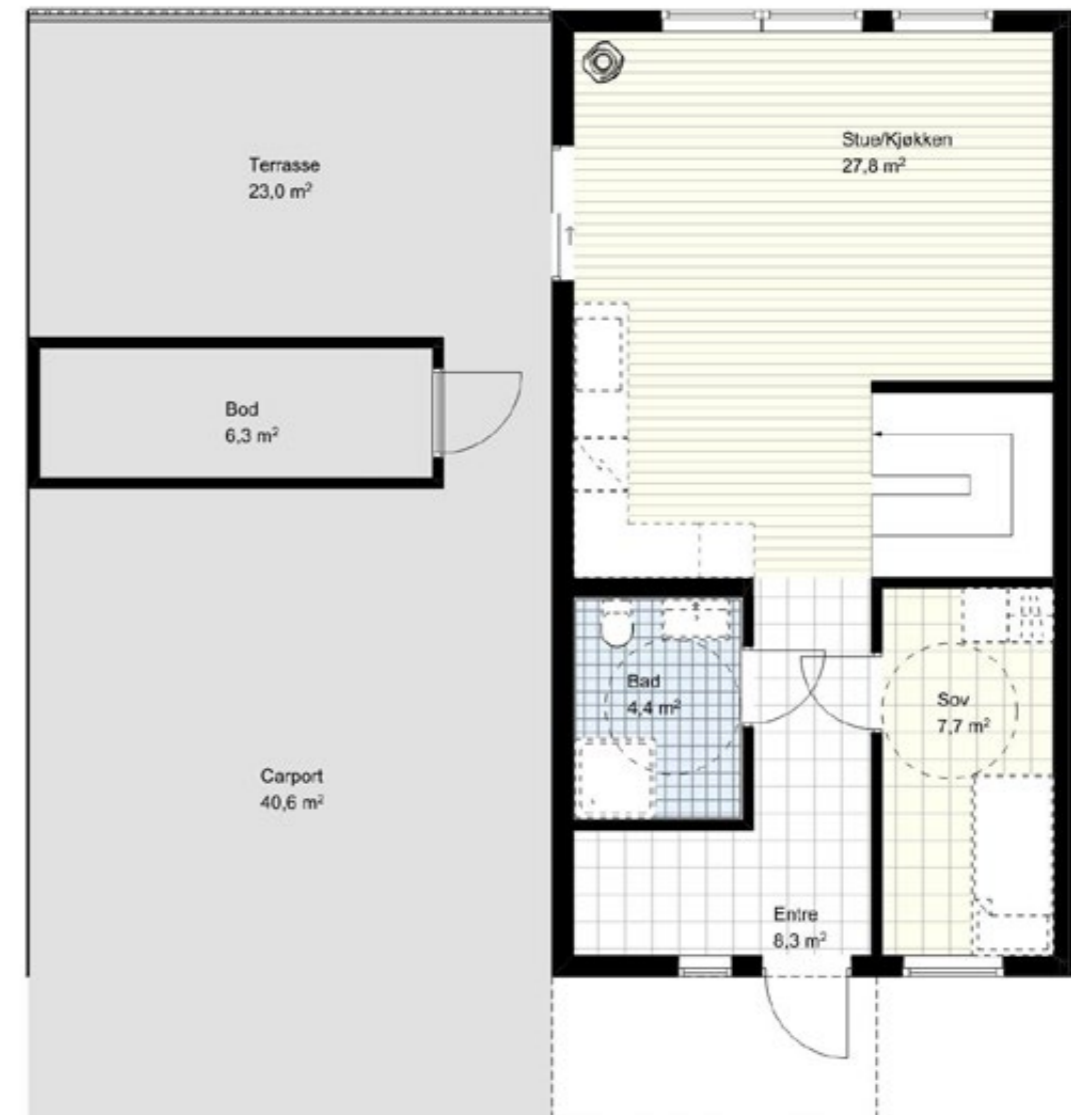 Stue/Kjøkken
27,8 m²
Terrasse
23,0 m²
Bod
6,3 m²
Bad
4,4 m²
Sov
7,7 m²
Carport
40,6 m²
Entre
8,3 m²